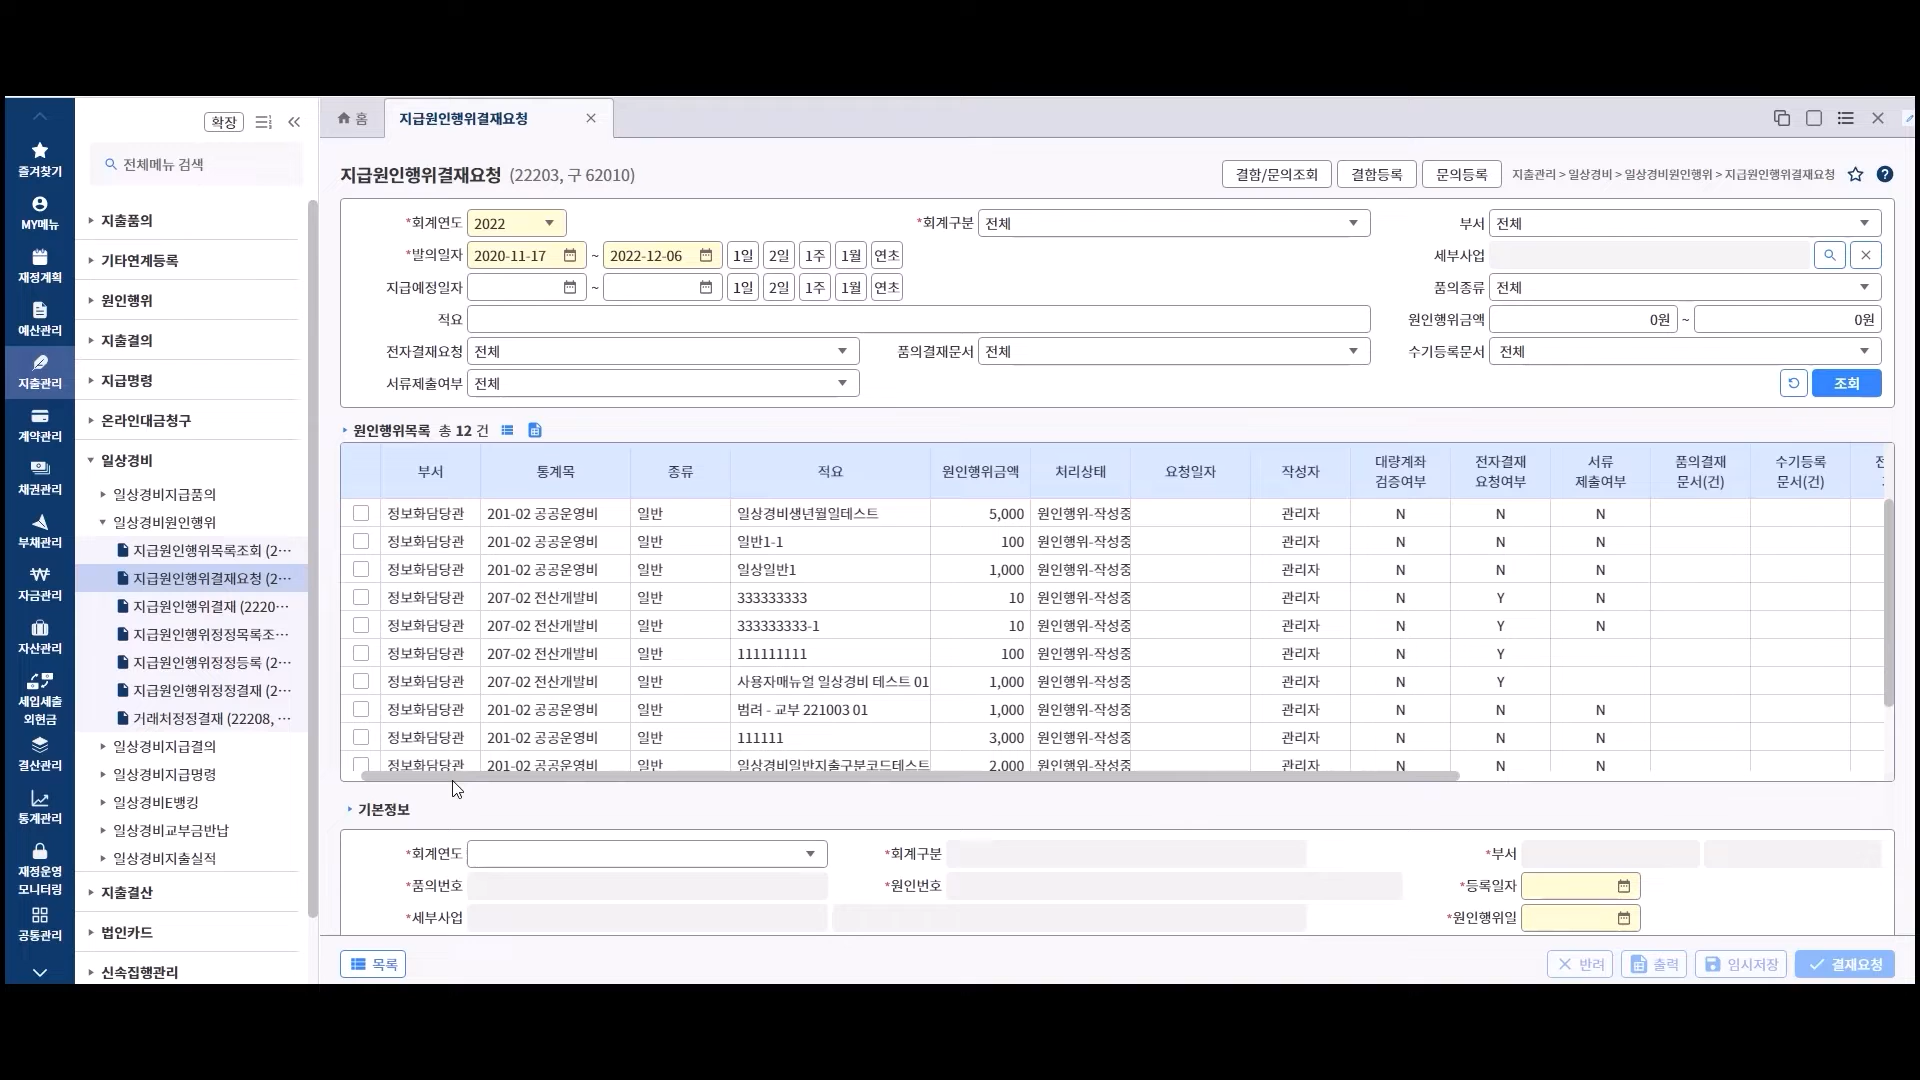 확장
전체메뉴 검색
즐겨찾기
MY메뉴
재정계획
예산관리
지출관리
계약관리
채권관리
부채관리
자금관리
자산관리
세입세출
외현금
결산관리
통계관리
재정운영
모니터링
공통관리
지출품의
기타연계등록
원인행위
지출결의
지급명령
온라인대금청구
일상경비
일상경비지급품의
일상경비원인행위
지급원인행위목록조회 (2···
지급원인행위결재요청 (2···
지급원인행위결재 (2220···
지급원인행위정정목록조···
지급원인행위정정등록 (2···
지급원인행위정정결재 (2···
거래처정정결재 (22208, ···
일상경비지급결의
일상경비지급명령
일상경비E뱅킹
일상경비교부금반납
일상경비지출실적
지출결산
법인카드
신속집행관리
홈 지급원인행위결재요청
지급원인행위결재요청 (22203, 구 62010) 결함/문의조회 결함등록 문의등록 지출관리 > 일상경비 > 일상경비원인행위 > 지급원인행위결재요청
*회계연도 2022 *회계구분 전체 부서 전체
*발의일자 2020-11-17 ~ 2022-12-06 1일 2일 1주 1월 연초 세부사업
지급예정일자 ~ 1일 2일 1주 1월 연초 품의종류 전체
적요 원인행위금액 0원 ~ 0원
전자결재요청 전체 품의결재문서 전체 수기등록문서 전체
서류제출여부 전체 조회
원인행위목록 총 12 건
부서 통계목 종류 적요 원인행위금액 처리상태 요청일자 작성자 대량계좌 검증여부 전자결재 요청여부 서류 제출여부 품의결재 문서(건) 수기등록 문서(건)
정보화담당관 201-02 공공운영비 일반 일상경비생년월일테스트 5,000 원인행위-작성중 관리자 N N N
정보화담당관 201-02 공공운영비 일반 일반1-1 100 원인행위-작성중 관리자 N N N
정보화담당관 201-02 공공운영비 일반 일상일반1 1,000 원인행위-작성중 관리자 N N N
정보화담당관 207-02 전산개발비 일반 333333333 10 원인행위-작성중 관리자 N Y N
정보화담당관 207-02 전산개발비 일반 333333333-1 10 원인행위-작성중 관리자 N Y N
정보화담당관 207-02 전산개발비 일반 111111111 100 원인행위-작성중 관리자 N Y
정보화담당관 207-02 전산개발비 일반 사용자매뉴얼 일상경비 테스트 01 1,000 원인행위-작성중 관리자 N Y
정보화담당관 201-02 공공운영비 일반 범려 - 교부 221003 01 1,000 원인행위-작성중 관리자 N N N
정보화담당관 201-02 공공운영비 일반 111111 3,000 원인행위-작성중 관리자 N N N
정보화담당관 201-02 공공운영비 일반 일상경비일반지출구분코드테스트 2,000 원인행위-작성중 관리자 N N N
기본정보
*회계연도 *회계구분 *부서
*품의번호 *원인번호 *등록일자
*세부사업 *원인행위일
목록 반려 출력 임시저장 결재요청